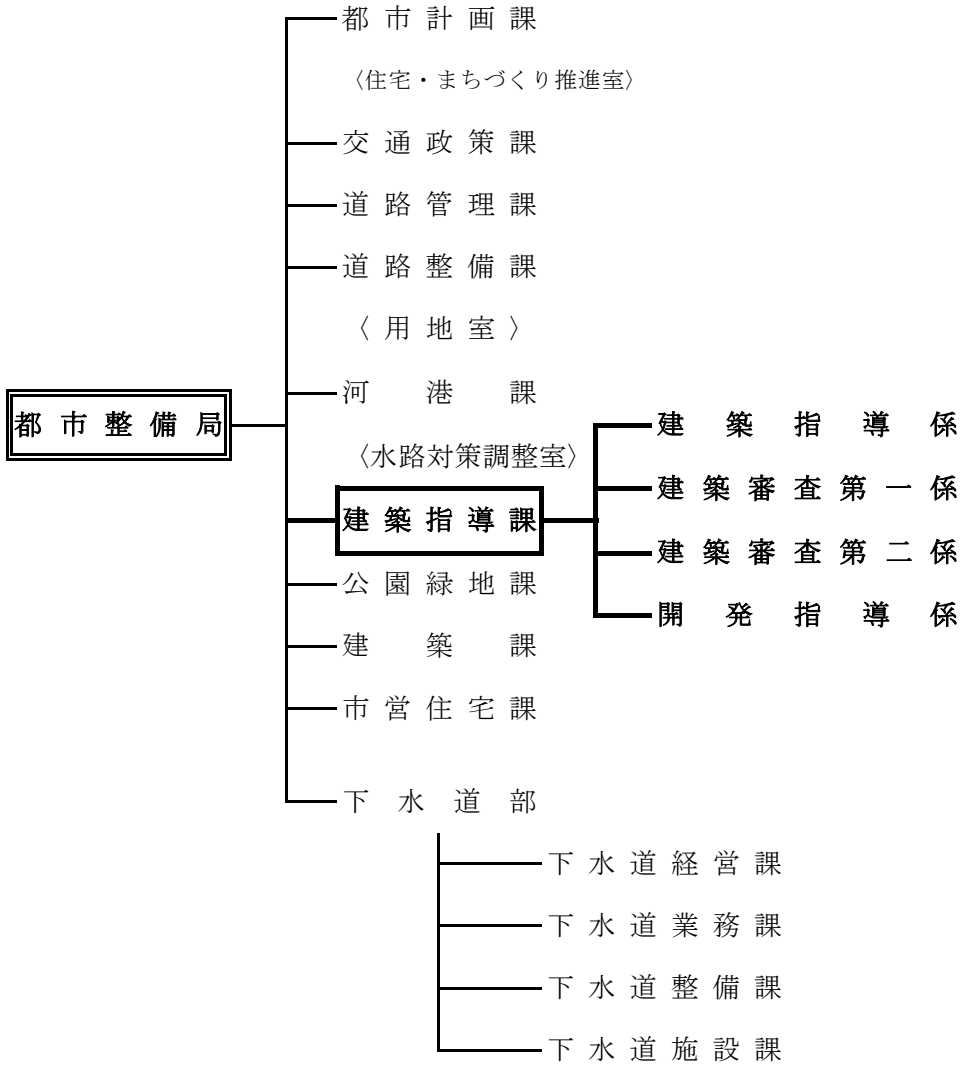 都市計画課
〈住宅・まちづくり推進室〉
交通政策課
道路管理課
道路整備課
〈用地室〉
河港課
都市整備局
〈水路対策調整室〉
建築指導課
建築指導係
建築審査第一係
建築審査第二係
開発指導係
公園緑地課
建築課
市営住宅課
下水道部
下水道経営課
下水道業務課
下水道整備課
下水道施設課